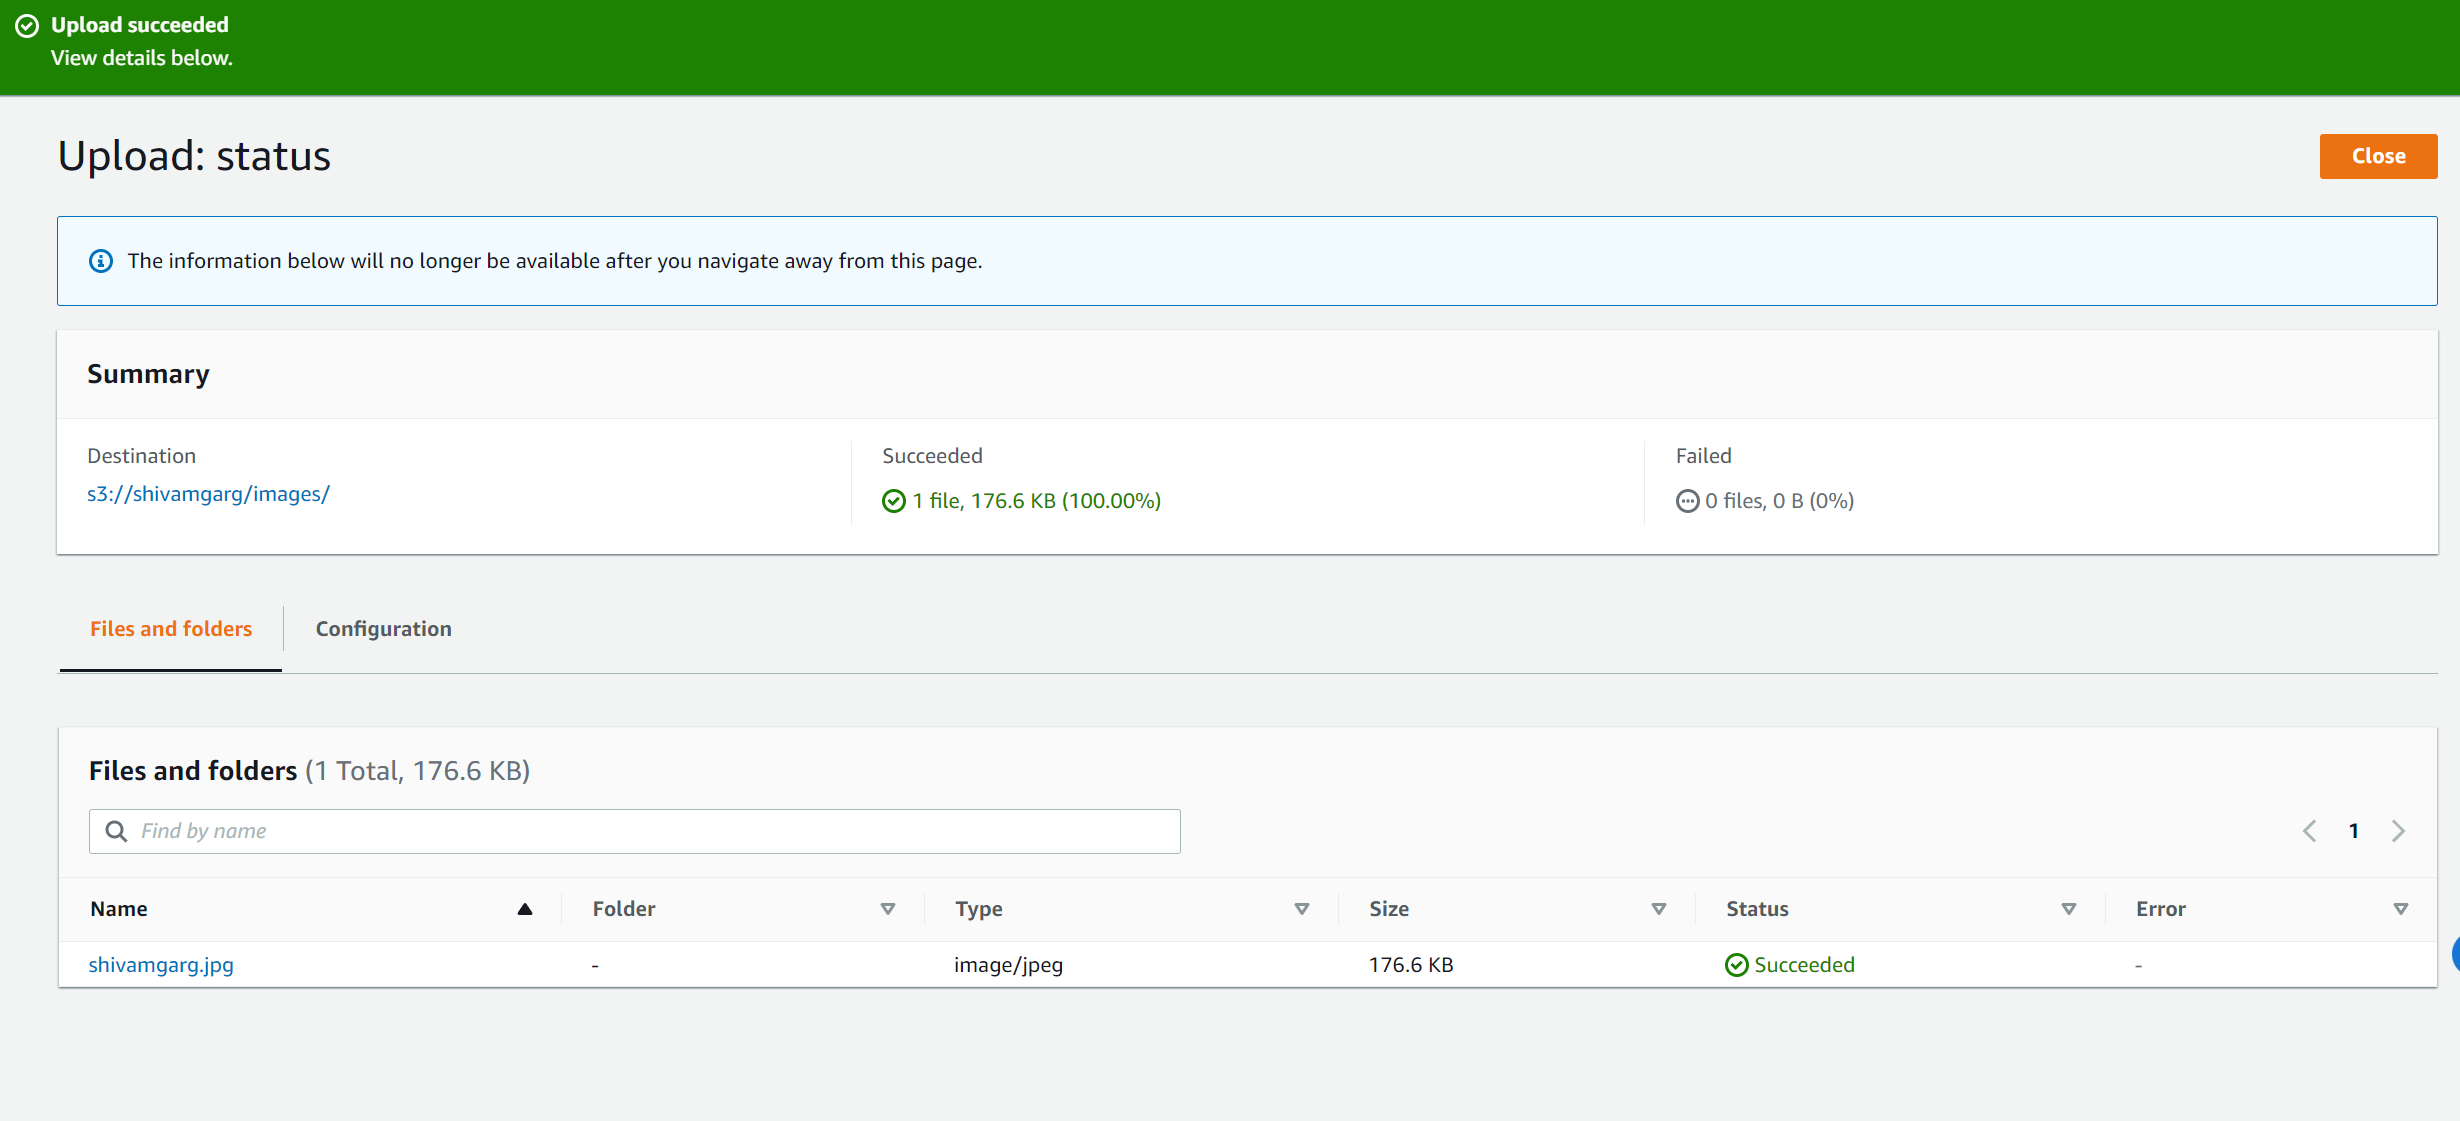 Upload succeeded
View details below.
Upload: status
Close
The information below will no longer be available after you navigate away from this page.
Summary
Destination
s3://shivamgarg/images/
Succeeded
1 file, 176.6 KB (100.00%)
Failed
0 files, 0 B (0%)
Files and folders
Configuration
Files and folders (1 Total, 176.6 KB)
Find by name
1
Name Folder Type Size Status Error
shivamgarg.jpg - image/jpeg 176.6 KB Succeeded -